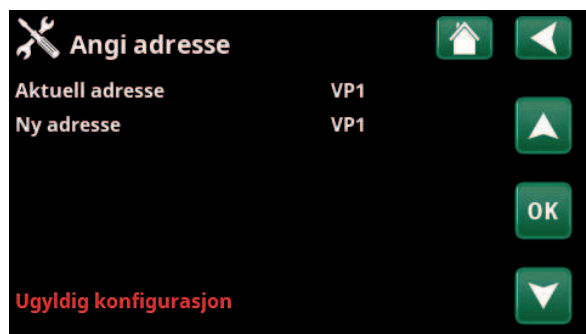 Angi adresse
Aktuell adresse VP1
Ny adresse VP1
OK
Ugyldig konfigurasjon